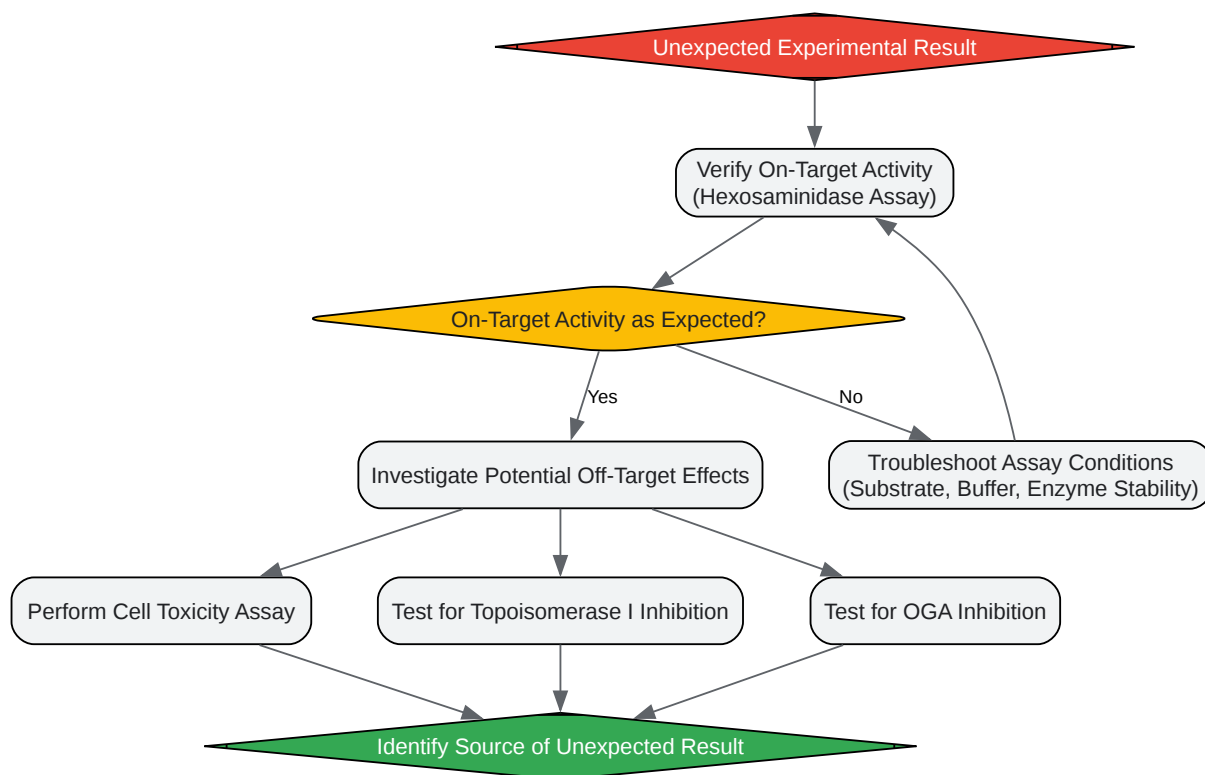 Unexpected Experimental Result
Verify On-Target Activity
(Hexosaminidase Assay)
On-Target Activity as Expected?
Yes
No
Investigate Potential Off-Target Effects
Troubleshoot Assay Conditions
(Substrate, Buffer, Enzyme Stability)
Perform Cell Toxicity Assay
Test for Topoisomerase I Inhibition
Test for OGA Inhibition
Identify Source of Unexpected Result